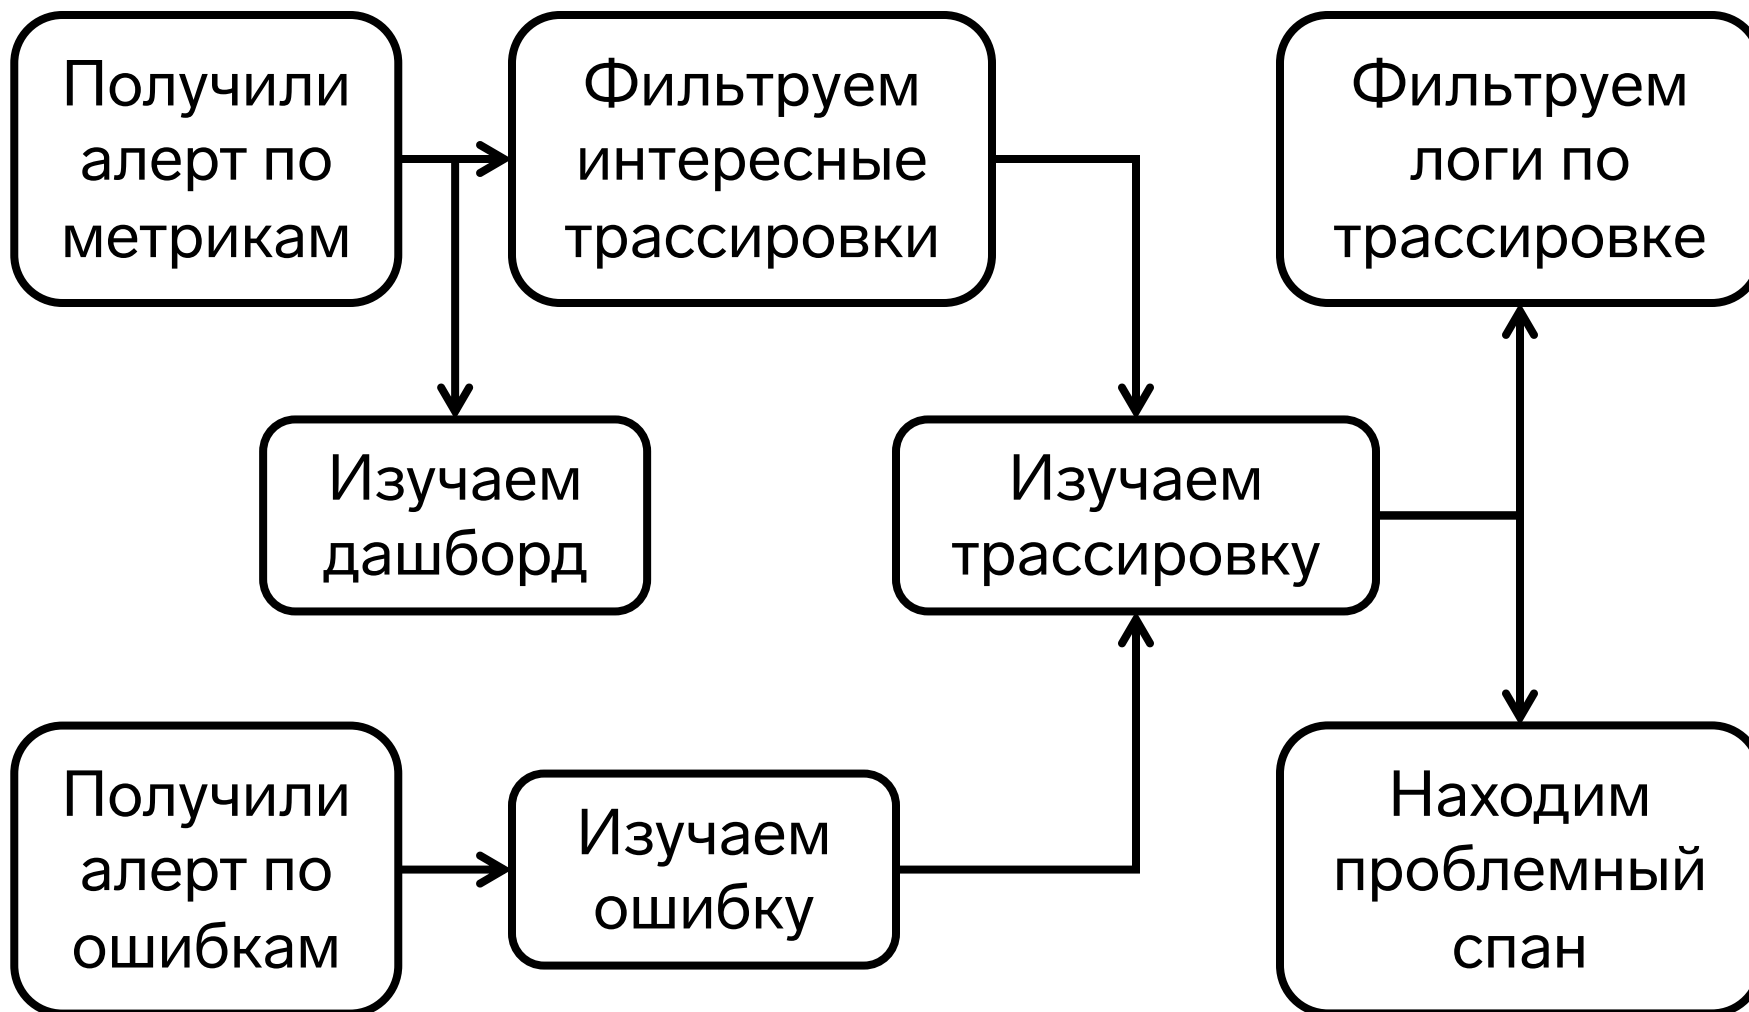 Получили
алерт по
метрикам
Фильтруем
интересные
трассировки
Фильтруем
логи по
трассировке
Изучаем
дашборд
Изучаем
трассировку
Получили
алерт по
ошибкам
Изучаем
ошибку
Находим
проблемный
спан